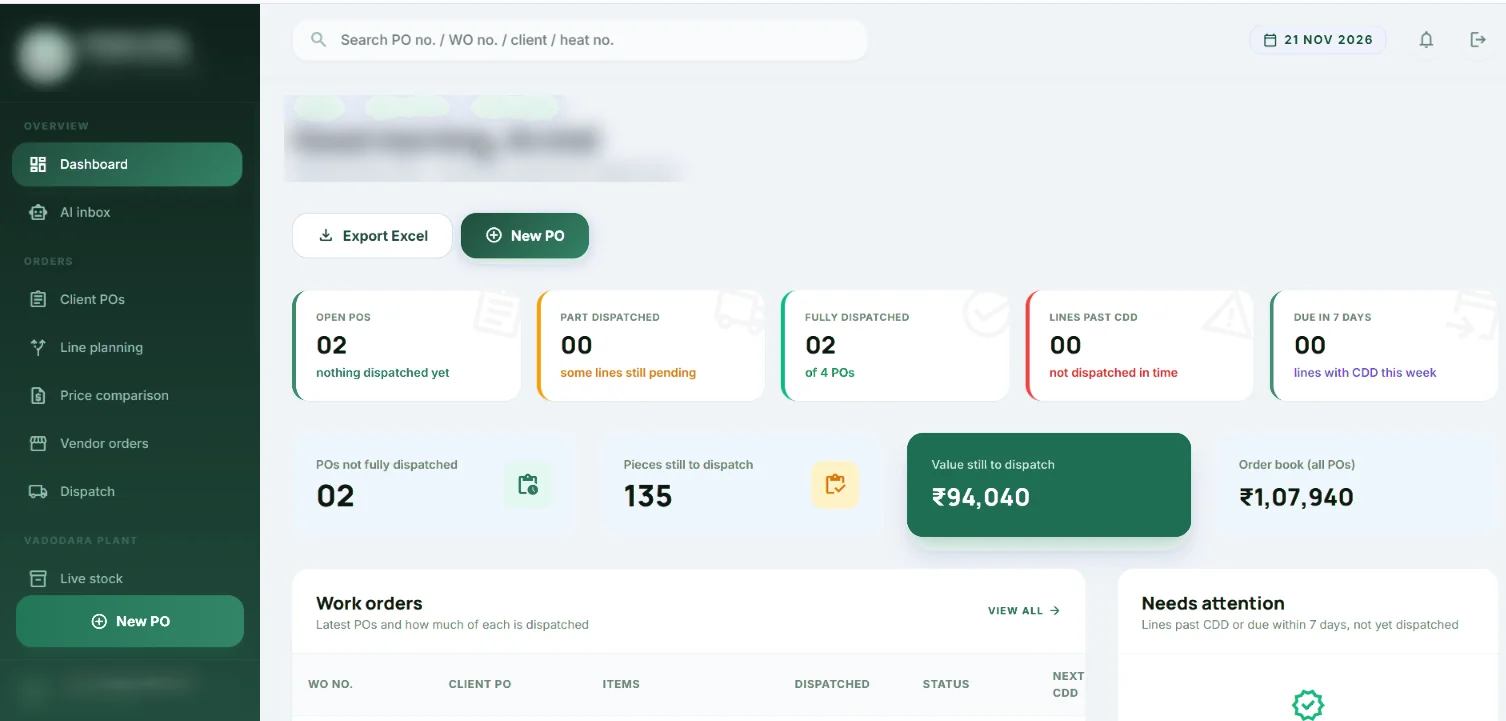 Search PO no. / WO no. / client / heat no.
21 NOV 2026
OVERVIEW
Dashboard
AI inbox
ORDERS
Client POs
Line planning
Price comparison
Vendor orders
Dispatch
VADODARA PLANT
Live stock
New PO
Export Excel
New PO
OPEN POS
02
nothing dispatched yet
PART DISPATCHED
00
some lines still pending
FULLY DISPATCHED
02
of 4 POs
LINES PAST CDD
00
not dispatched in time
DUE IN 7 DAYS
00
lines with CDD this week
POs not fully dispatched
02
Pieces still to dispatch
135
Value still to dispatch
₹94,040
Order book (all POs)
₹1,07,940
Work orders
Latest POs and how much of each is dispatched
VIEW ALL
WO NO.
CLIENT PO
ITEMS
DISPATCHED
STATUS
NEXT
CDD
Needs attention
Lines past CDD or due within 7 days, not yet dispatched